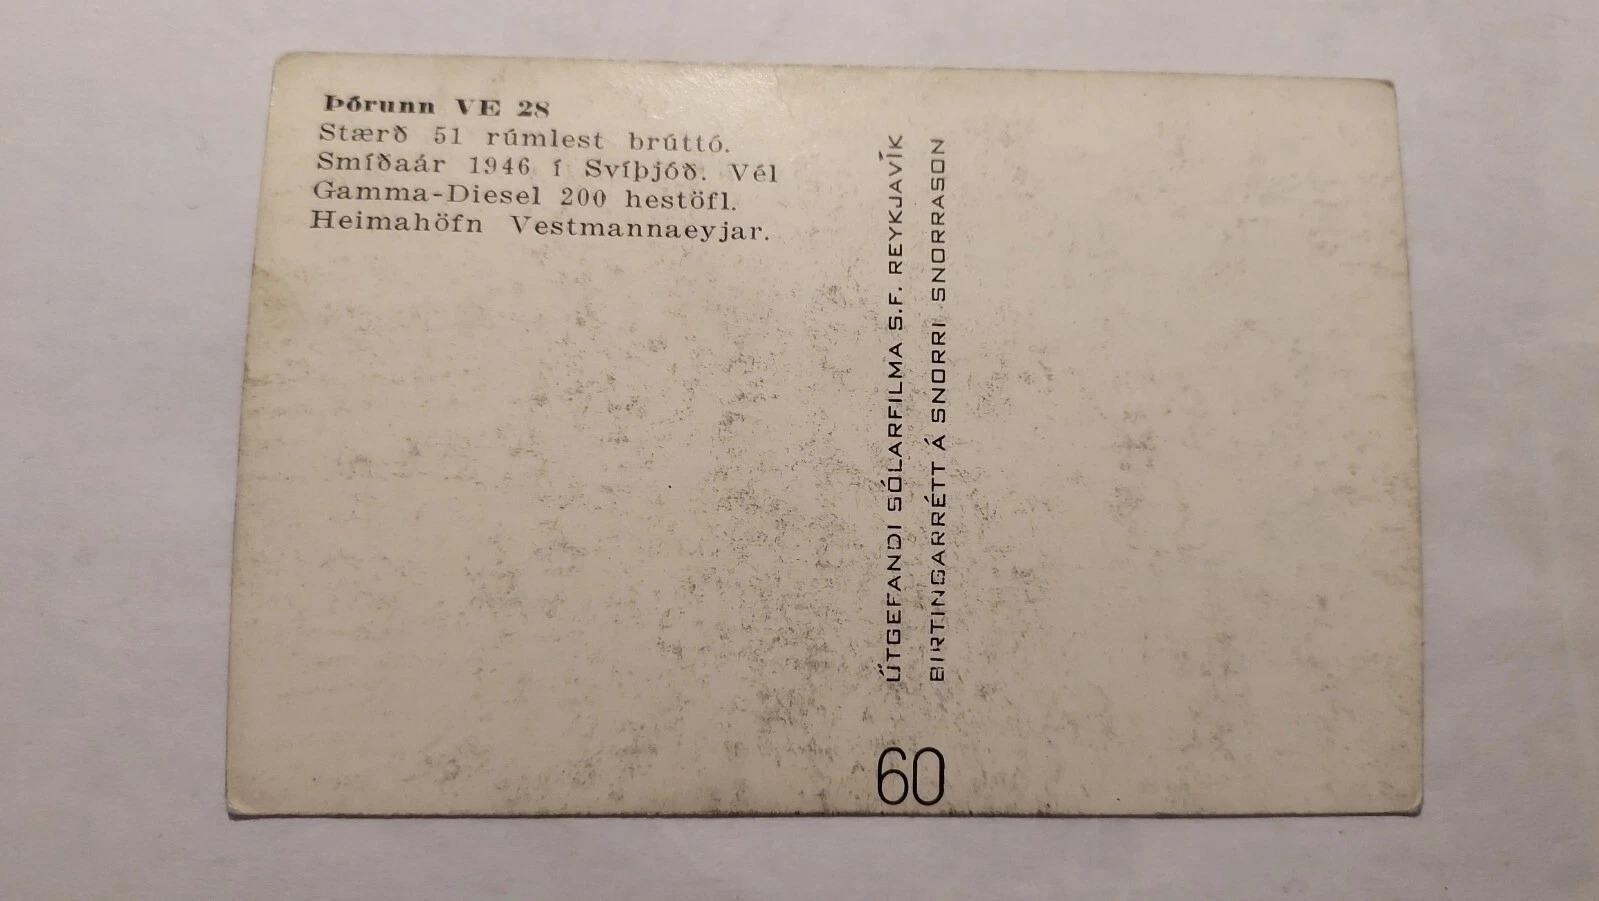 Þórunn VE 28
Stærð 51 rúmlest brúttó.
Smíðaár 1946 í Svíþjóð. Vél
Gamma-Diesel 200 hestöfl.
Heimahöfn Vestmannaeyjar.
ÚTGEFANDI SÓLARFILMA S.F. REYKJAVÍK
BIRTINGARRÉTT Á SNORRI SNORRASON
60